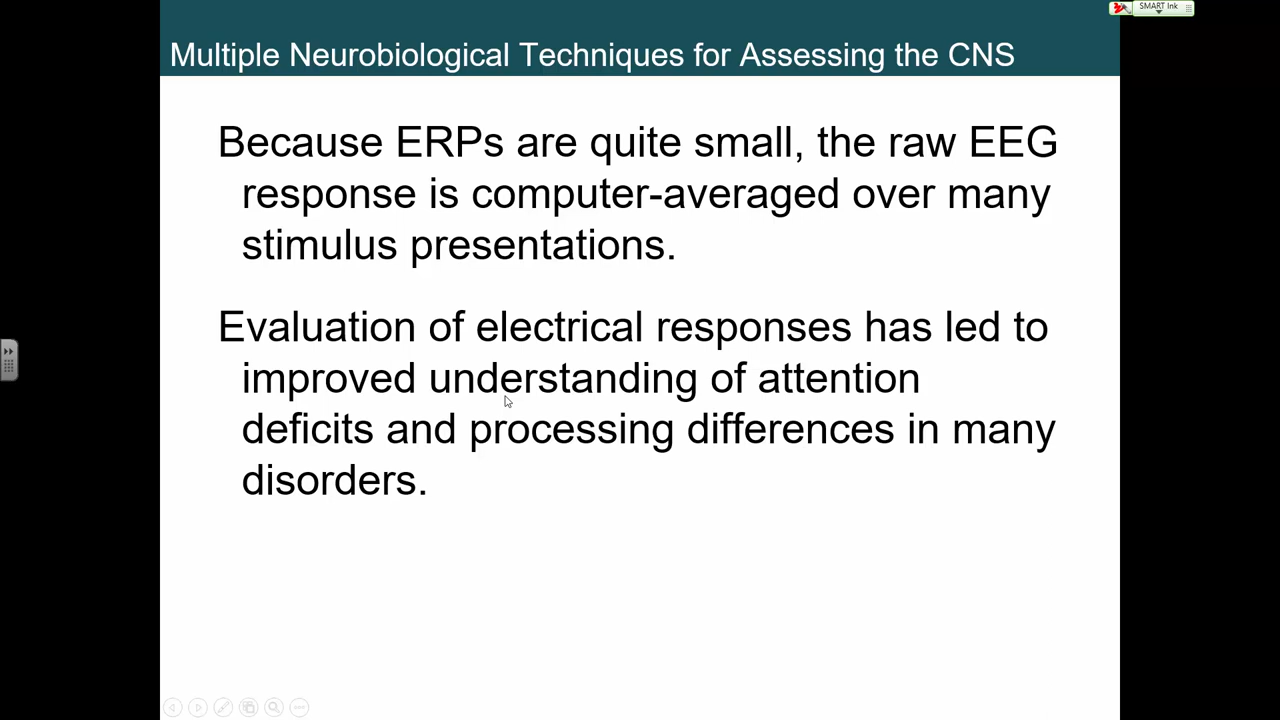 SMART Ink
Multiple Neurobiological Techniques for Assessing the CNS
Because ERPs are quite small, the raw EEG
response is computer-averaged over many
stimulus presentations.
Evaluation of electrical responses has led to
improved understanding of attention
deficits and processing differences in many
disorders.